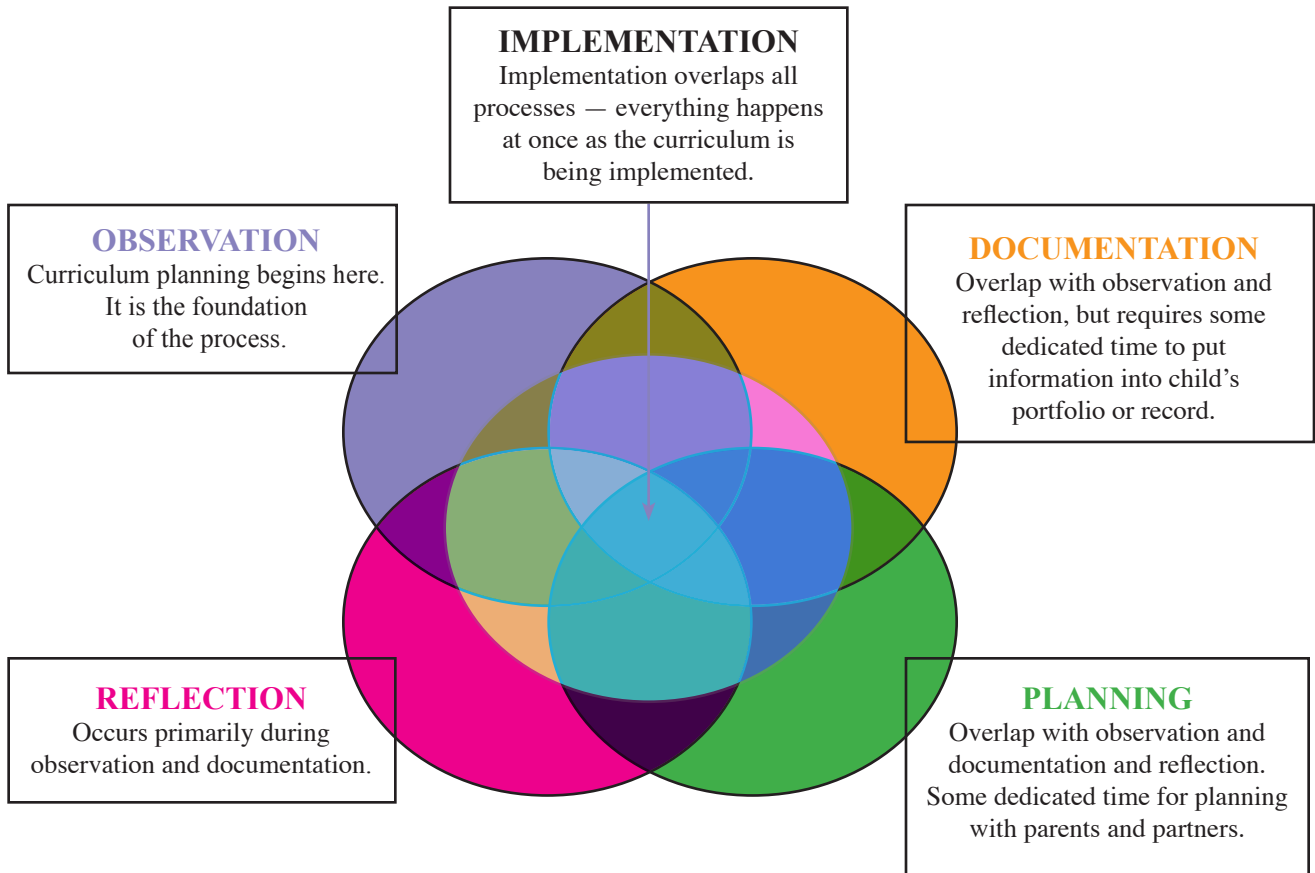 IMPLEMENTATION
Implementation overlaps all
processes — everything happens
at once as the curriculum is
being implemented.
OBSERVATION
Curriculum planning begins here.
It is the foundation
of the process.
DOCUMENTATION
Overlap with observation and
reflection, but requires some
dedicated time to put
information into child’s
portfolio or record.
REFLECTION
Occurs primarily during
observation and documentation.
PLANNING
Overlap with observation and
documentation and reflection.
Some dedicated time for planning
with parents and partners.